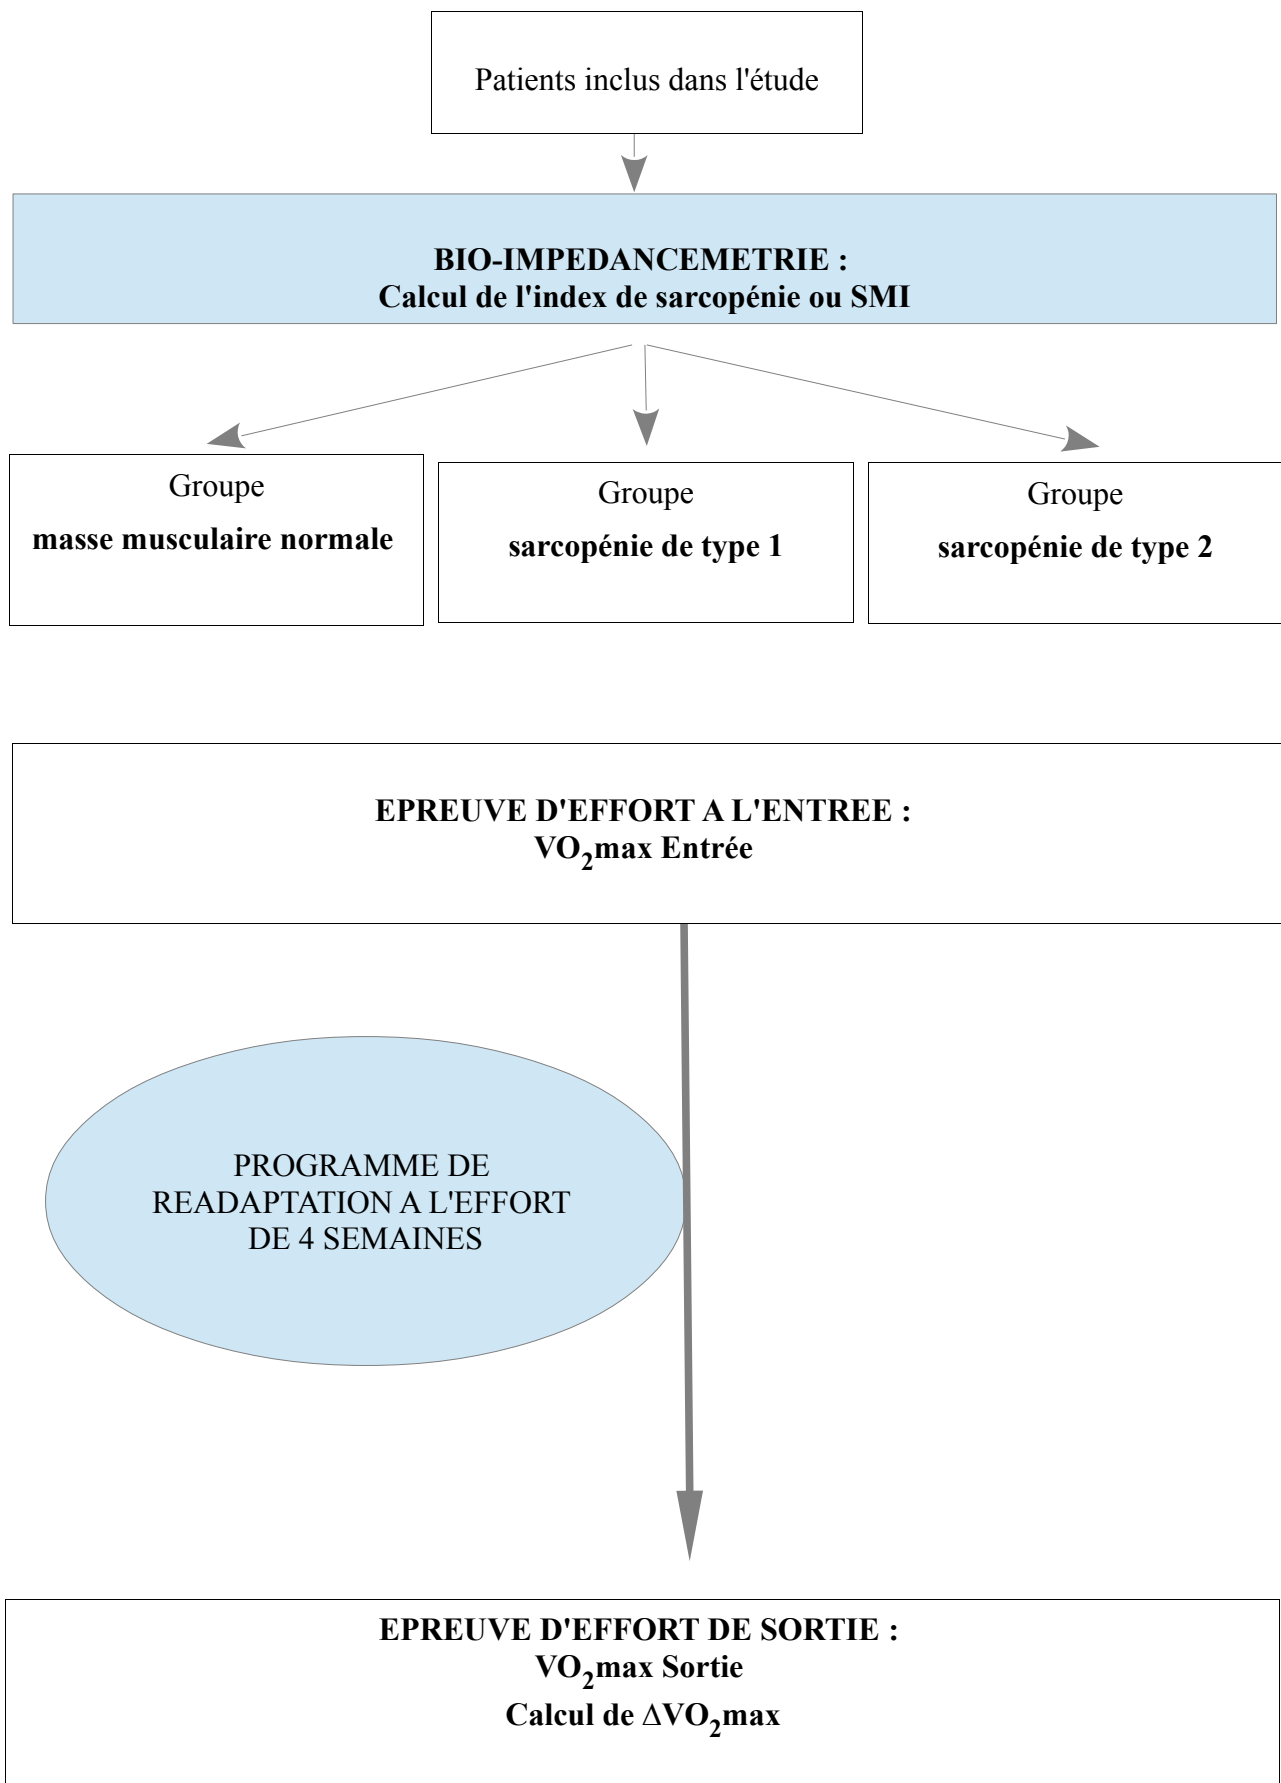 Patients inclus dans l'étude
BIO-IMPEDANCEMETRIE :
Calcul de l'index de sarcopénie ou SMI
Groupe
masse musculaire normale
Groupe
sarcopénie de type 1
Groupe
sarcopénie de type 2
EPREUVE D'EFFORT A L'ENTREE :
VO₂max Entrée
PROGRAMME DE
READAPTATION A L'EFFORT
DE 4 SEMAINES
EPREUVE D'EFFORT DE SORTIE :
VO₂max Sortie
Calcul de ΔVO₂max